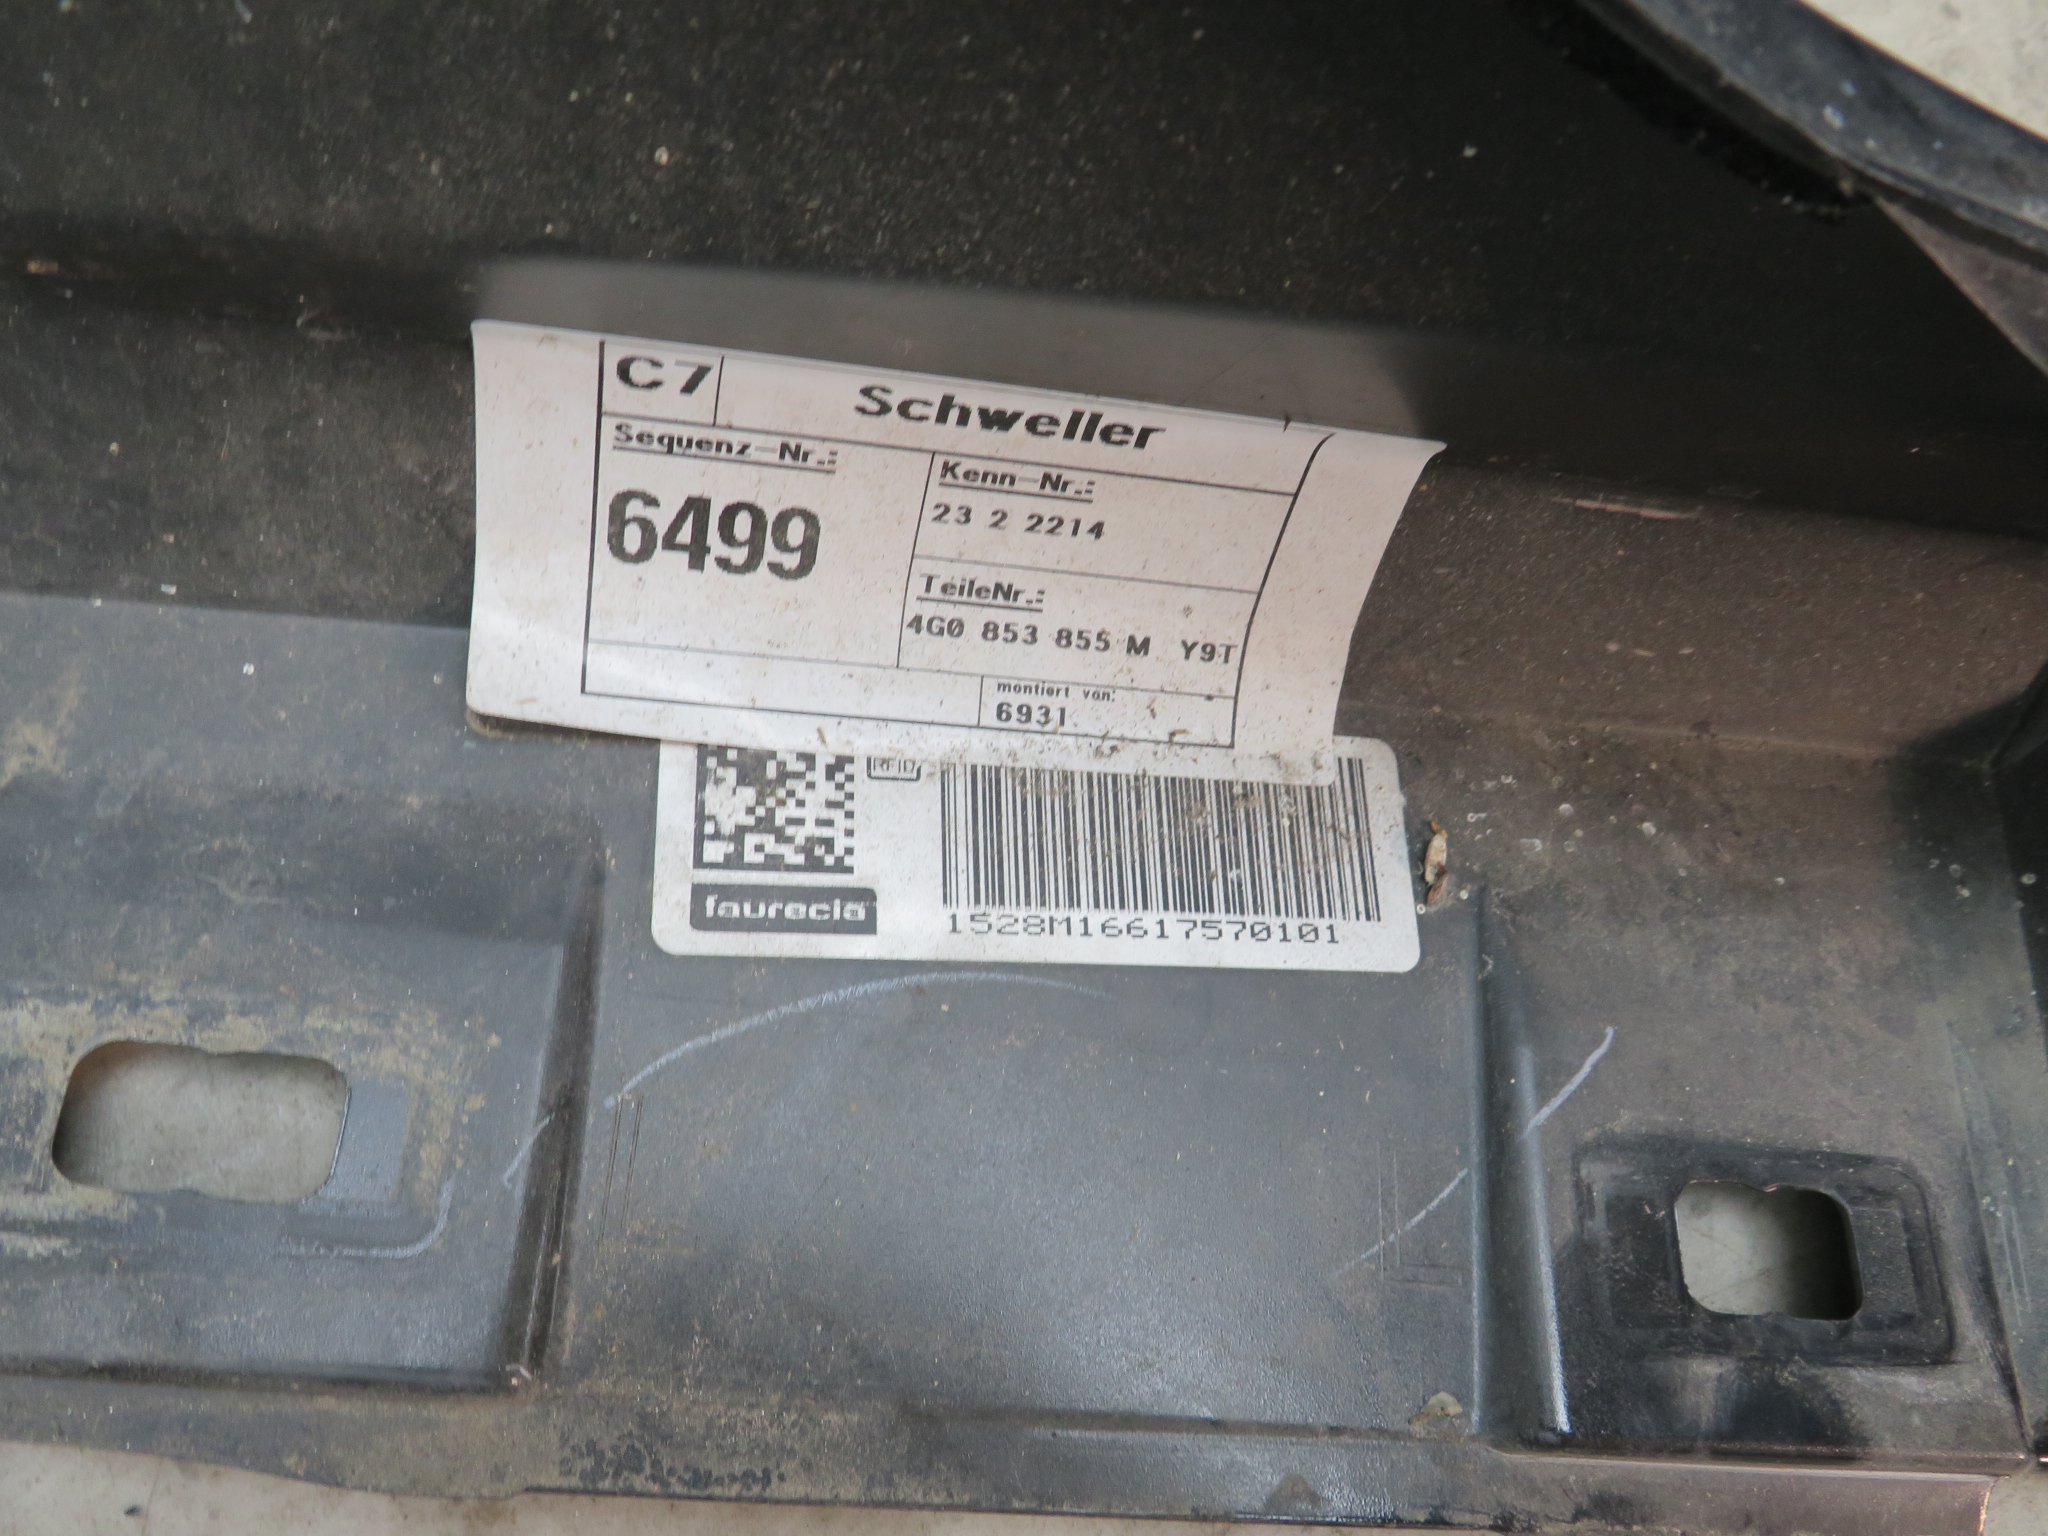 C7 Schweller
Sequenz-Nr.:
6499
Kenn-Nr.:
23 2 2214
TeileNr.:
4G0 853 855 M Y9T
montiert von:
6931
RFID
faurecia
1528M16617570101